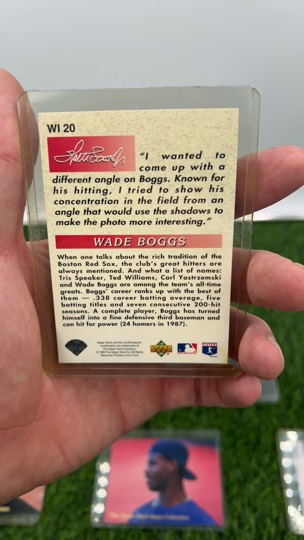 WI 20
"I wanted to
come up with a
different angle on Boggs. Known for
his hitting, I tried to show his
concentration in the field from an
angle that would use the shadows to
make the photo more interesting."
WADE BOGGS
When one talks about the rich tradition of the
Boston Red Sox, the club's great hitters are
always mentioned. And what a list of names:
Tris Speaker, Ted Williams, Carl Yastrzemski
and Wade Boggs are among the team's all-time
greats. Boggs' career ranks up with the best of
them — .338 career batting average, five
batting titles and seven consecutive 200-hit
seasons. A complete player, Boggs has turned
himself into a fine defensive third baseman and
can hit for power (24 homers in 1987).
UPPER
DECK